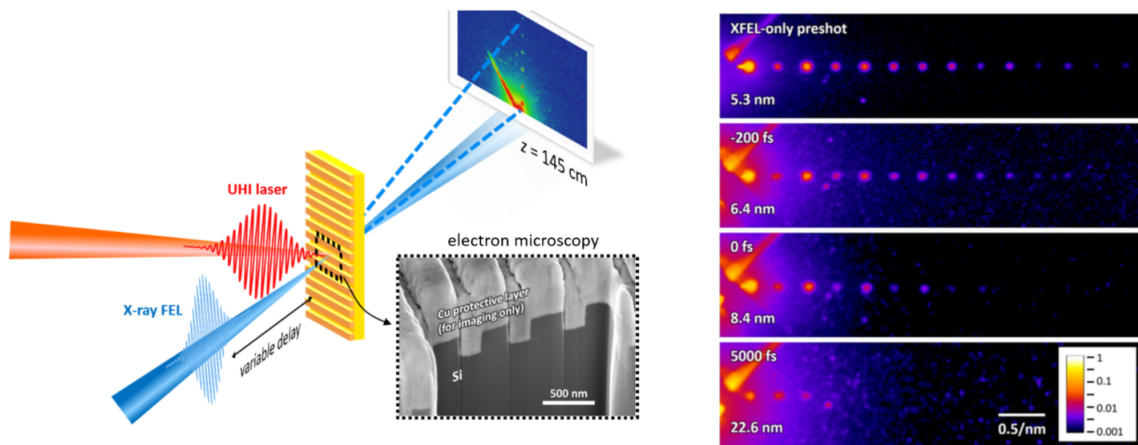 z = 145 cm
UHI laser
X-ray FEL
variable delay
electron microscopy
Cu protective layer
(for imaging only)
Si
500 nm
XFEL-only preshot
5.3 nm
-200 fs
6.4 nm
0 fs
8.4 nm
5000 fs
22.6 nm
0.5/nm
1
0.1
0.01
0.001